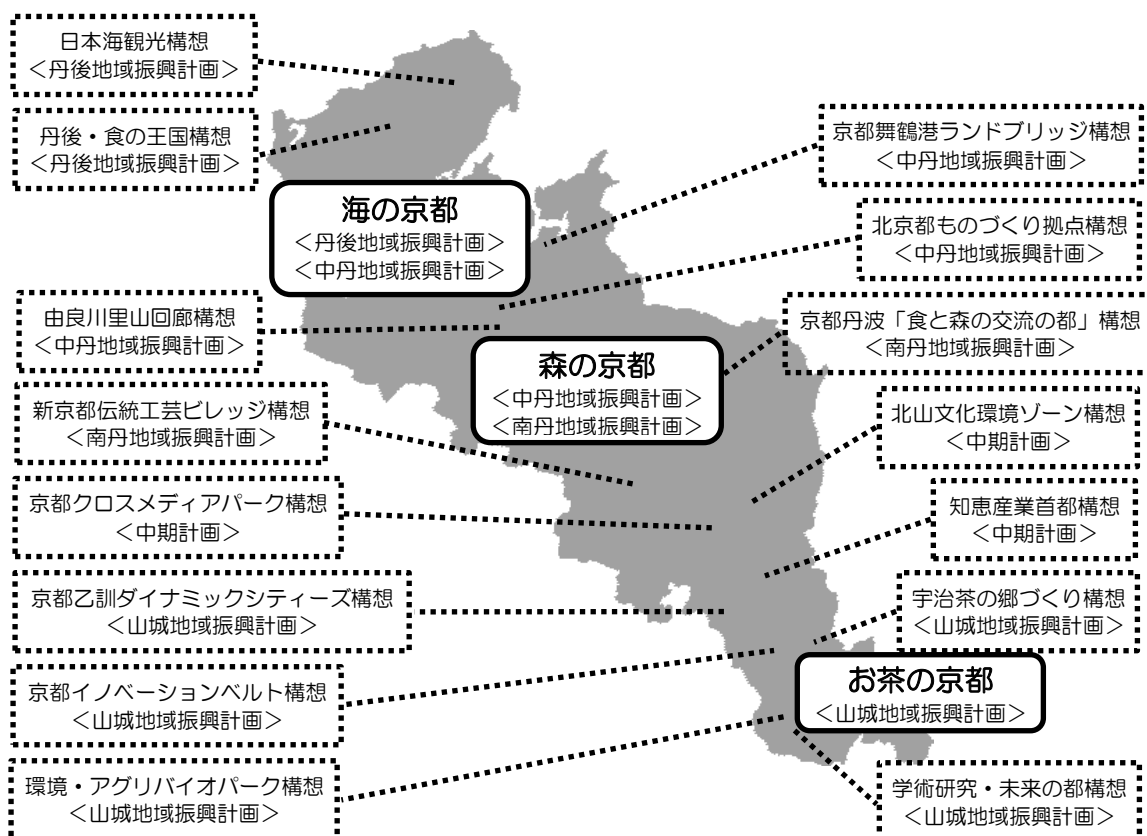 日本海観光構想
＜丹後地域振興計画＞
丹後・食の王国構想
＜丹後地域振興計画＞
京都舞鶴港ランドブリッジ構想
＜中丹地域振興計画＞
海の京都
＜丹後地域振興計画＞
＜中丹地域振興計画＞
北京都ものづくり拠点構想
＜中丹地域振興計画＞
由良川里山回廊構想
＜中丹地域振興計画＞
京都丹波「食と森の交流の都」構想
＜南丹地域振興計画＞
森の京都
＜中丹地域振興計画＞
＜南丹地域振興計画＞
新京都伝統工芸ビレッジ構想
＜南丹地域振興計画＞
北山文化環境ゾーン構想
＜中期計画＞
京都クロスメディアパーク構想
＜中期計画＞
知恵産業首都構想
＜中期計画＞
京都乙訓ダイナミックシティーズ構想
＜山城地域振興計画＞
宇治茶の郷づくり構想
＜山城地域振興計画＞
お茶の京都
＜山城地域振興計画＞
京都イノベーションベルト構想
＜山城地域振興計画＞
環境・アグリバイオパーク構想
＜山城地域振興計画＞
学術研究・未来の都構想
＜山城地域振興計画＞